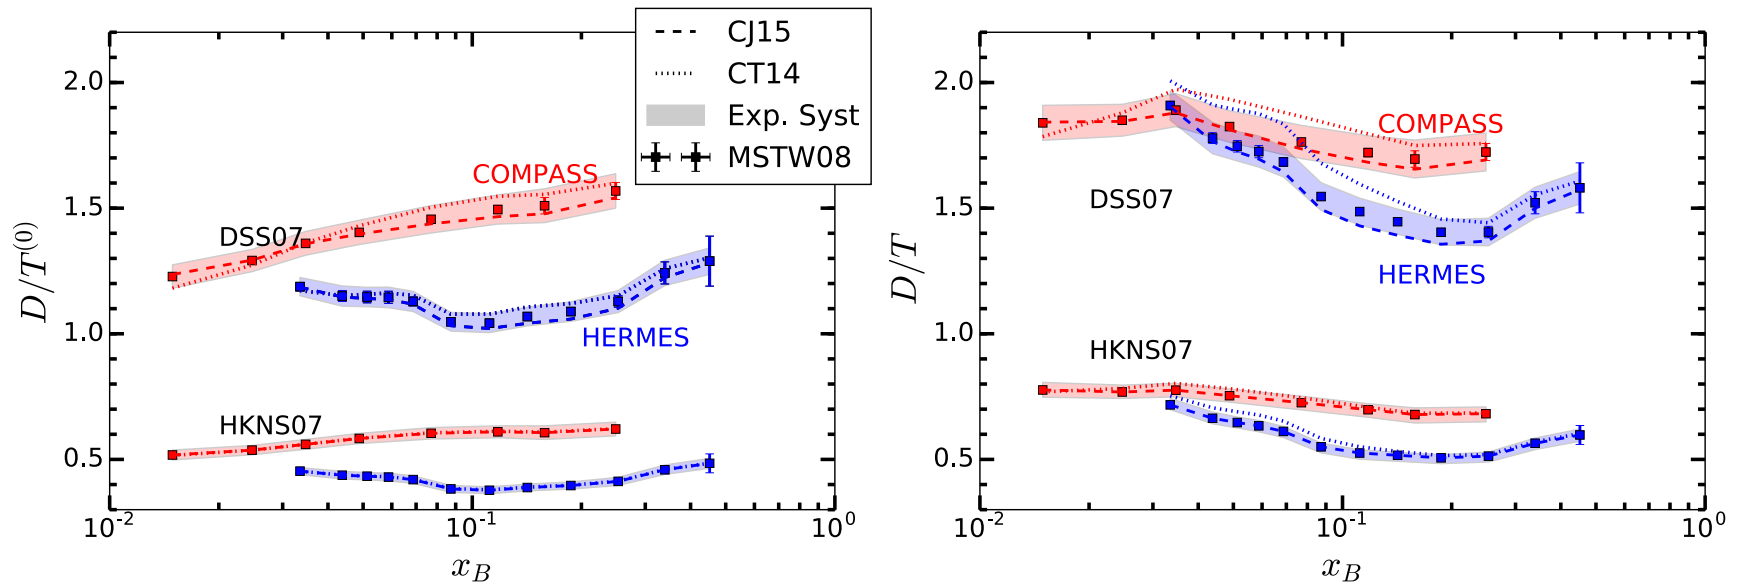 CJ15
CT14
Exp. Syst
MSTW08
2.0
1.5
1.0
0.5
D/T^{(0)}
COMPASS
DSS07
HERMES
HKNS07
10^{-2}
10^{-1}
10^{0}
x_B
2.0
1.5
1.0
0.5
D/T
COMPASS
DSS07
HERMES
HKNS07
10^{-2}
10^{-1}
10^{0}
x_B